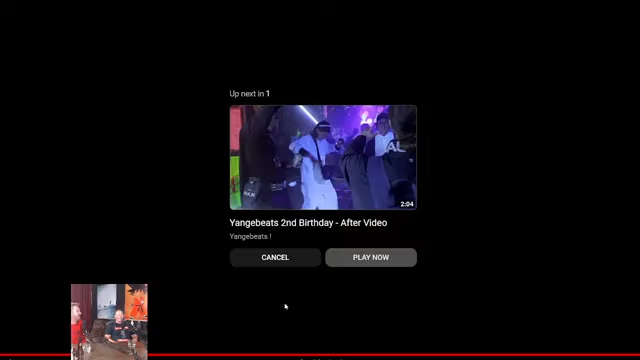 Up next in 1
2:04
Yangebeats 2nd Birthday - After Video
Yangebeats !
CANCEL
PLAY NOW